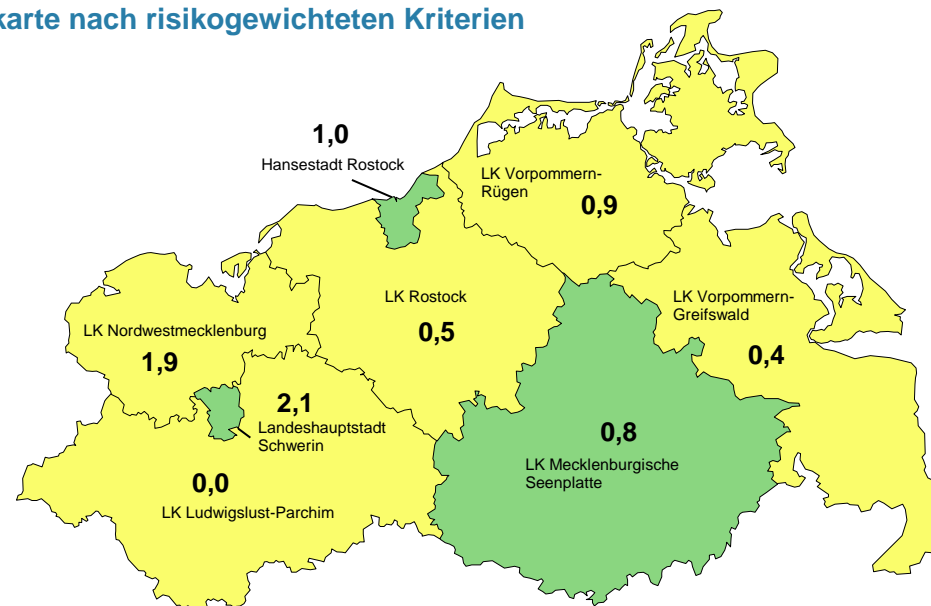 karte nach risikogewichteten Kriterien
1,0
Hansestadt Rostock
LK Vorpommern-
Rügen
0,9
LK Rostock
0,5
LK Vorpommern-
Greifswald
0,4
LK Nordwestmecklenburg
1,9
2,1
Landeshauptstadt
Schwerin
0,8
LK Mecklenburgische
Seenplatte
0,0
LK Ludwigslust-Parchim